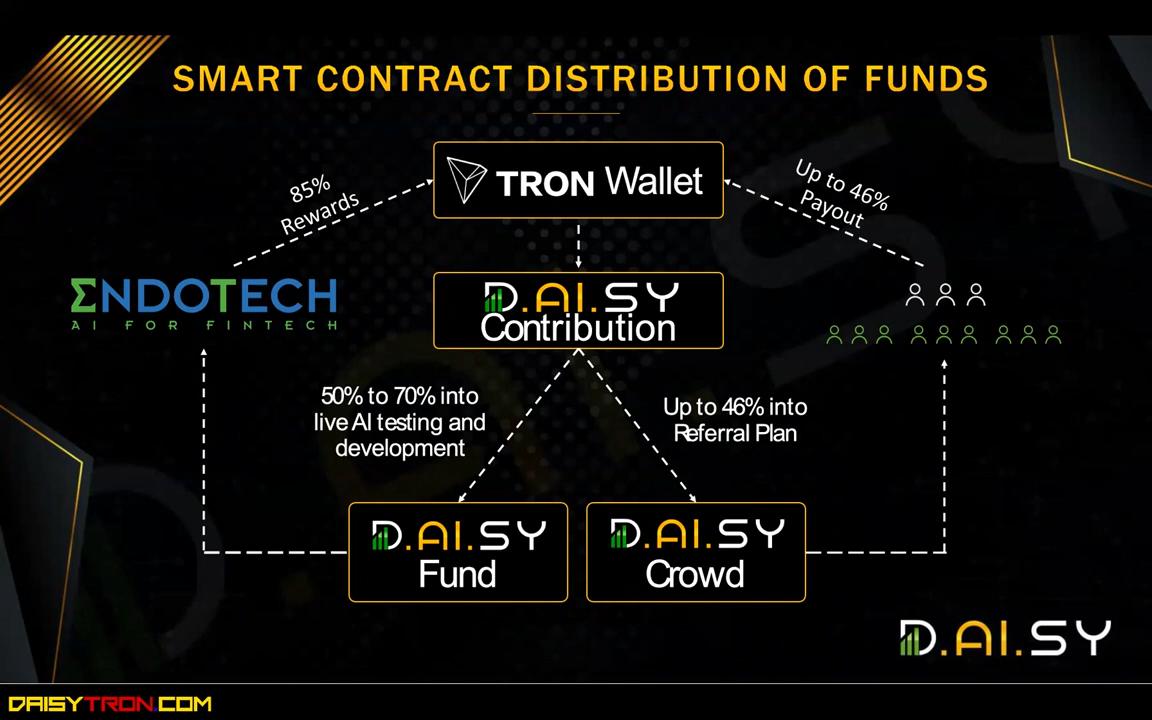 SMART CONTRACT DISTRIBUTION OF FUNDS
TRON Wallet
85%
Rewards
Up to 46%
Payout
ΣNDOTECH
AI FOR FINTECH
D.AI.SY
Contribution
50% to 70% into
live AI testing and
development
Up to 46% into
Referral Plan
D.AI.SY
Fund
D.AI.SY
Crowd
D.AI.SY
DAISYTRON.COM